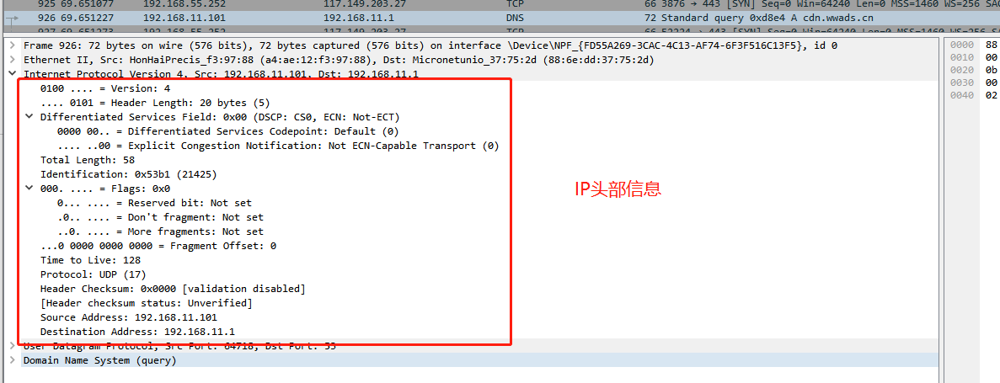 925 69.651077 192.168.55.252 117.149.203.27 TCP 66 3876 → 443 [SYN] Seq=0 Win=64240 Len=0 MSS=1460 WS=256 SAC
926 69.651227 192.168.11.101 192.168.11.1 DNS 72 Standard query 0xd8e4 A cdn.wwads.cn
927 69.651273 192.168.55.252 117.149.203.27 TCP 66 52224 → 443 [SYN] Seq=0 Win=64240 Len=0 MSS=1460 WS=256 SA
Frame 926: 72 bytes on wire (576 bits), 72 bytes captured (576 bits) on interface \Device\NPF_{FD55A269-3CAC-4C13-AF74-6F3F516C13F5}, id 0
Ethernet II, Src: HonHaiPrecis_f3:97:88 (a4:ae:12:f3:97:88), Dst: Micronetunio_37:75:2d (88:6e:dd:37:75:2d)
Internet Protocol Version 4, Src: 192.168.11.101, Dst: 192.168.11.1
0100 .... = Version: 4
.... 0101 = Header Length: 20 bytes (5)
Differentiated Services Field: 0x00 (DSCP: CS0, ECN: Not-ECT)
0000 00.. = Differentiated Services Codepoint: Default (0)
.... ..00 = Explicit Congestion Notification: Not ECN-Capable Transport (0)
Total Length: 58
Identification: 0x53b1 (21425)
000. .... = Flags: 0x0
0... .... = Reserved bit: Not set
.0.. .... = Don't fragment: Not set
..0. .... = More fragments: Not set
...0 0000 0000 0000 = Fragment Offset: 0
Time to Live: 128
Protocol: UDP (17)
Header Checksum: 0x0000 [validation disabled]
[Header checksum status: Unverified]
Source Address: 192.168.11.101
Destination Address: 192.168.11.1
User Datagram Protocol, Src Port: 64718, Dst Port: 53
Domain Name System (query)
IP头部信息
0000 88
0010 00
0020 0b
0030 00
0040 02